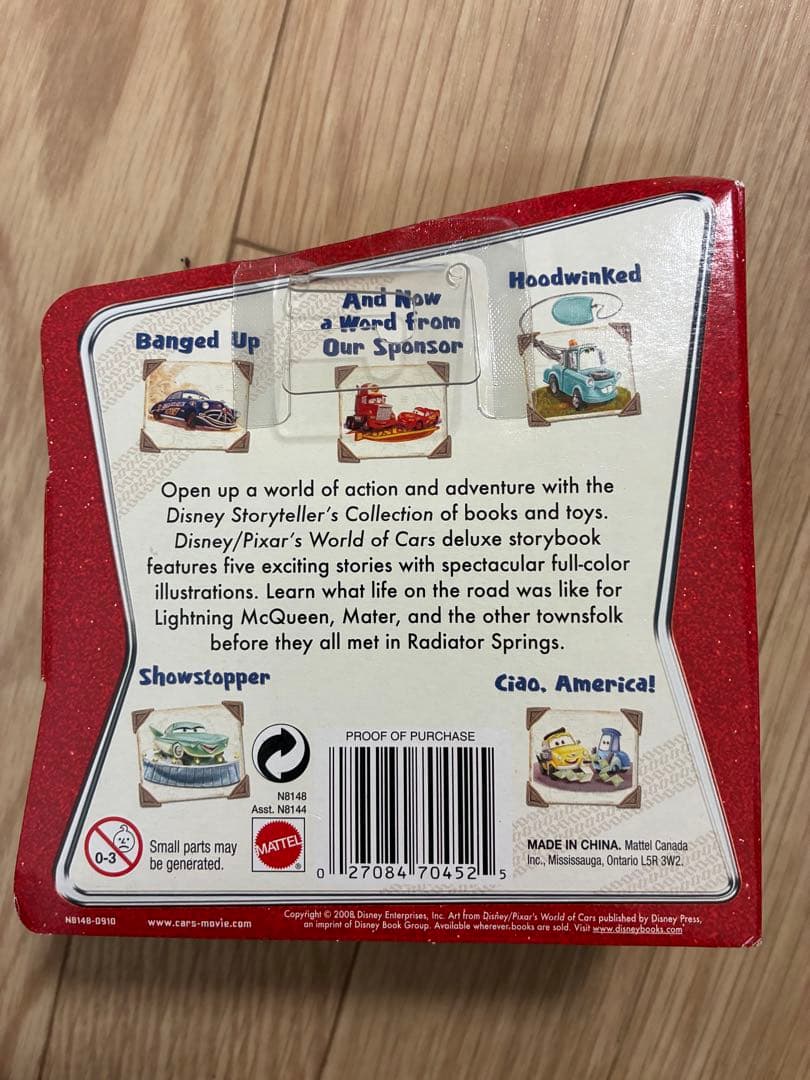 Hoodwinked
And Now
a Word from
Our Sponsor
Banged Up
Open up a world of action and adventure with the
Disney Storyteller's Collection of books and toys.
Disney/Pixar's World of Cars deluxe storybook
features five exciting stories with spectacular full-color
illustrations. Learn what life on the road was like for
Lightning McQueen, Mater, and the other townsfolk
before they all met in Radiator Springs.
Showstopper
Ciao, America!
PROOF OF PURCHASE
N8148
Asst. N8144
0-3
Small parts may
be generated.
MATTEL
®
0 27084 70452 5
MADE IN CHINA. Mattel Canada
Inc., Mississauga, Ontario L5R 3W2.
N8148-0910
www.cars-movie.com
Copyright © 2008 Disney Enterprises, Inc. Art from Disney/Pixar's World of Cars published by Disney Press,
an imprint of Disney Book Group. Available wherever books are sold. Visit www.disneybooks.com